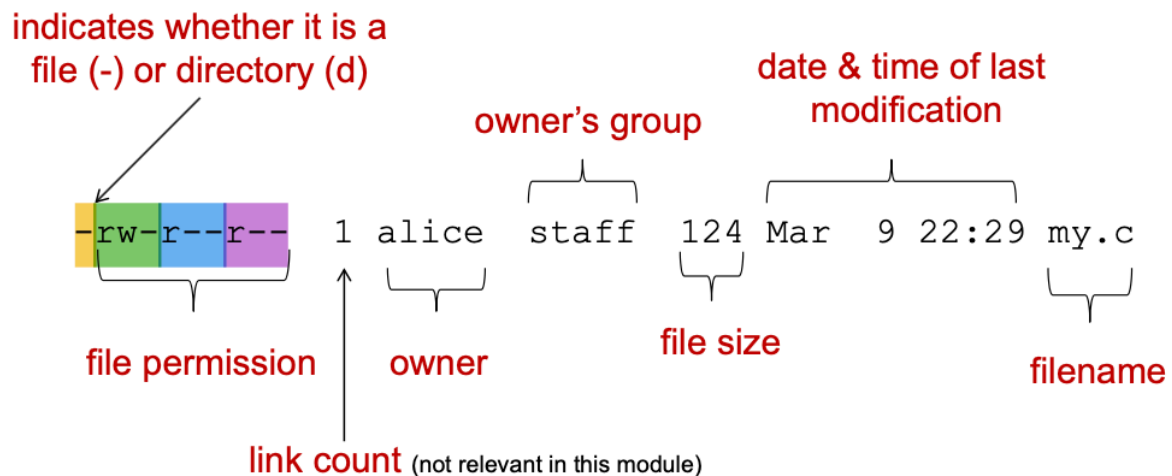 indicates whether it is a
file (-) or directory (d)
date & time of last
modification
owner's group
-rw-r--r-- 1 alice staff 124 Mar 9 22:29 my.c
file permission
owner
file size
filename
link count (not relevant in this module)